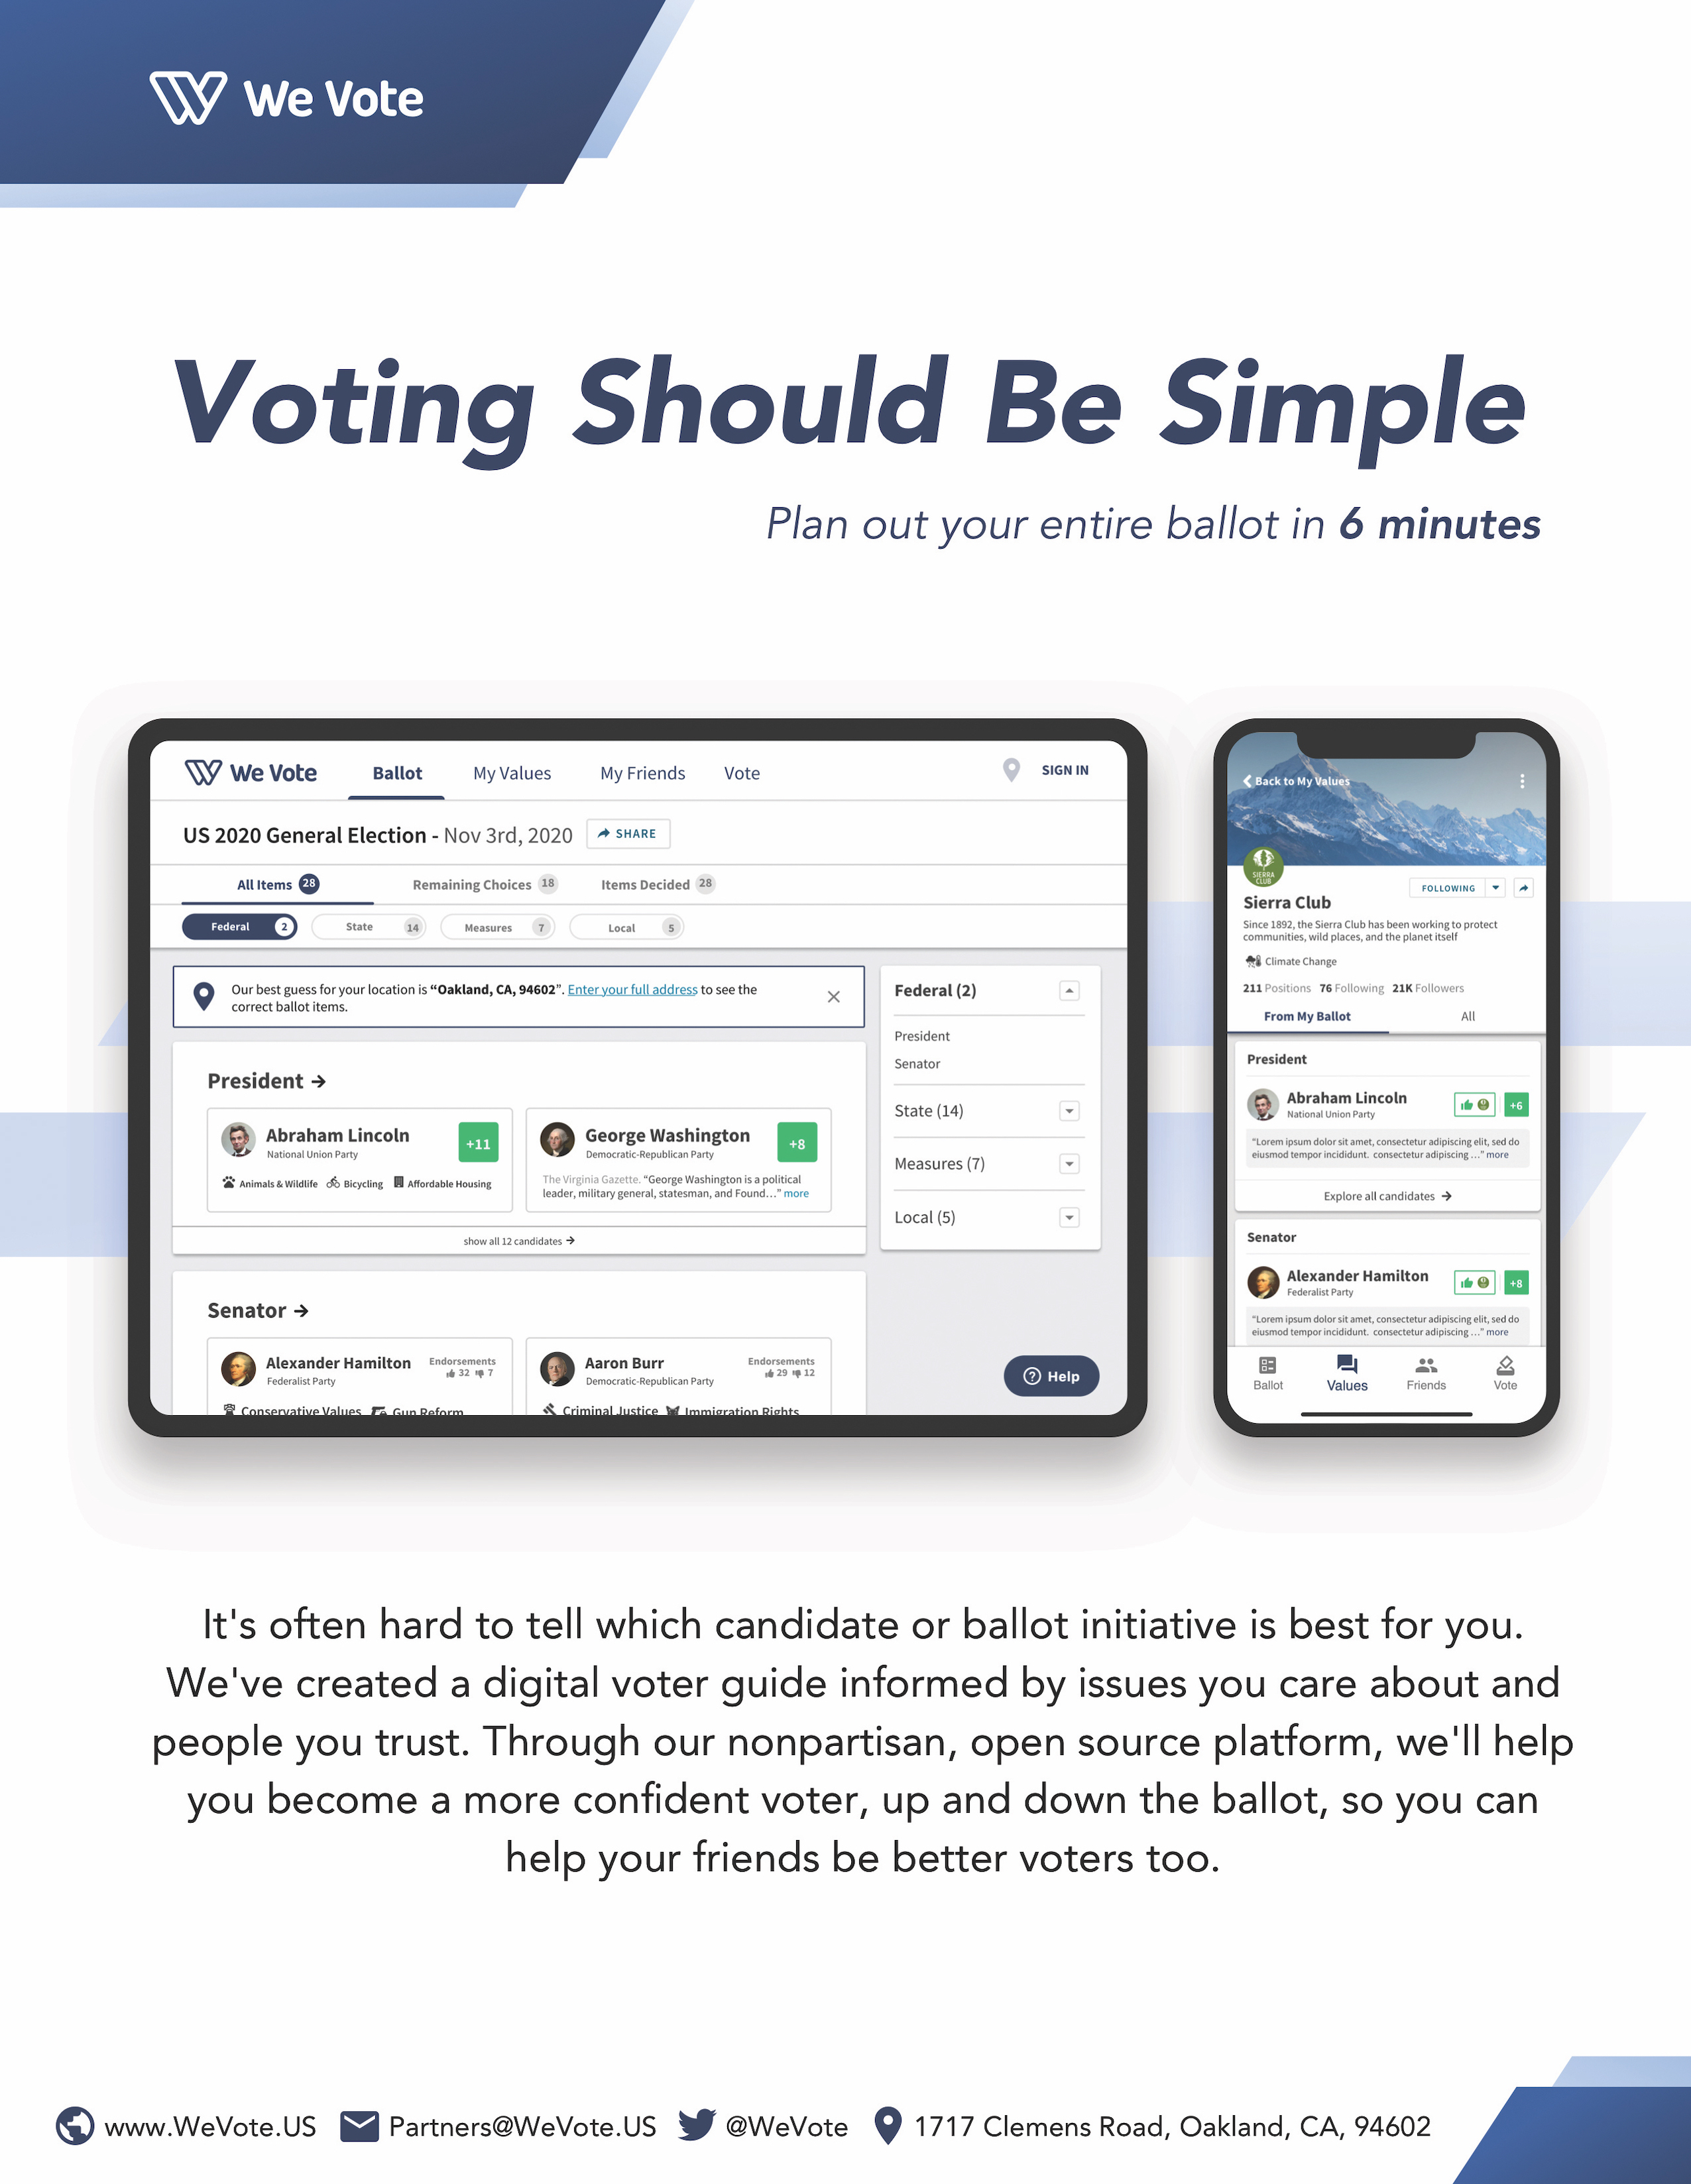 We Vote
Voting Should Be Simple
Plan out your entire ballot in 6 minutes
We Vote Ballot My Values My Friends Vote SIGN IN
US 2020 General Election - Nov 3rd, 2020 SHARE
All Items 28 Remaining Choices 18 Items Decided 28
Federal 2 State 14 Measures 7 Local 5
Our best guess for your location is “Oakland, CA, 94602”. Enter your full address to see the
correct ballot items.
President
Abraham Lincoln
National Union Party
+11
Animals & Wildlife Bicycling Affordable Housing
George Washington
Democratic-Republican Party
+8
The Virginia Gazette. “George Washington is a political
leader, military general, statesman, and Found…” more
show all 12 candidates
Senator
Alexander Hamilton
Federalist Party
Endorsements
32 7
Conservative Values Gun Reform
Aaron Burr
Democratic-Republican Party
Endorsements
29 12
Criminal Justice Immigration Rights
Federal (2)
President
Senator
State (14)
Measures (7)
Local (5)
Help
Back to My Values
SIERRA
CLUB
FOLLOWING
Sierra Club
Since 1892, the Sierra Club has been working to protect
communities, wild places, and the planet itself
Climate Change
211 Positions 76 Following 21K Followers
From My Ballot All
President
Abraham Lincoln
National Union Party
+6
“Lorem ipsum dolor sit amet, consectetur adipiscing elit, sed do
eiusmod tempor incididunt. consectetur adipiscing …” more
Explore all candidates
Senator
Alexander Hamilton
Federalist Party
+8
“Lorem ipsum dolor sit amet, consectetur adipiscing elit, sed do
eiusmod tempor incididunt. consectetur adipiscing …” more
Ballot Values Friends Vote
It's often hard to tell which candidate or ballot initiative is best for you.
We've created a digital voter guide informed by issues you care about and
people you trust. Through our nonpartisan, open source platform, we'll help
you become a more confident voter, up and down the ballot, so you can
help your friends be better voters too.
www.WeVote.US Partners@WeVote.US @WeVote 1717 Clemens Road, Oakland, CA, 94602